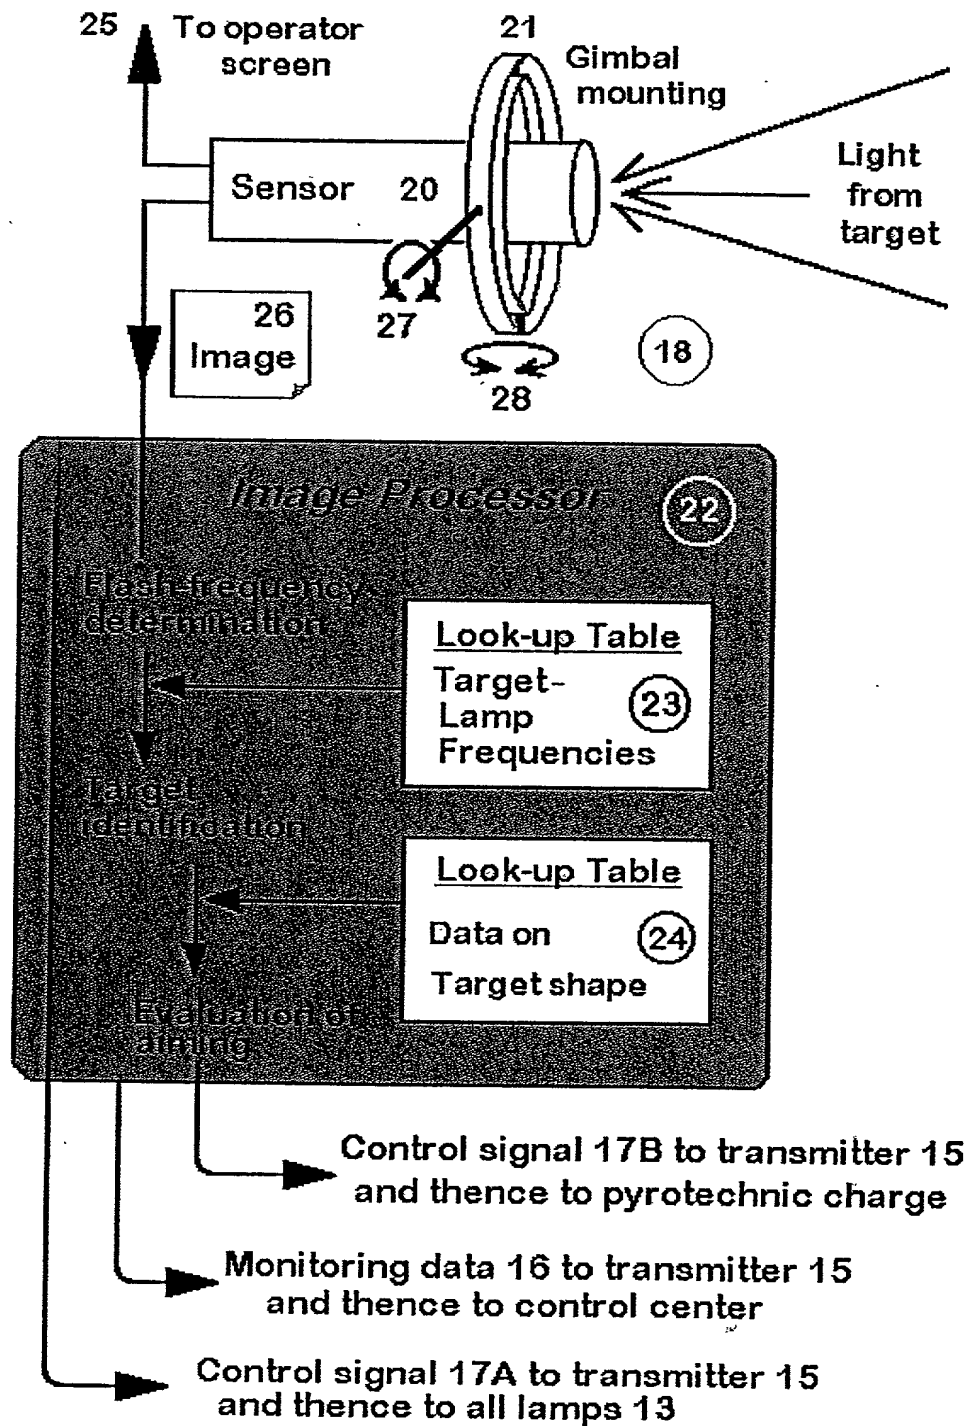 25 To operator
screen
21
Gimbal
mounting
Light
from
target
Sensor 20
26
Image
27
28
18
Image Processor
22
Flash-frequency
determination
Look-up Table
Target-
Lamp
Frequencies
23
Target
identification
Look-up Table
Data on
Target shape
24
Evaluation of
aiming
Control signal 17B to transmitter 15
and thence to pyrotechnic charge
Monitoring data 16 to transmitter 15
and thence to control center
Control signal 17A to transmitter 15
and thence to all lamps 13